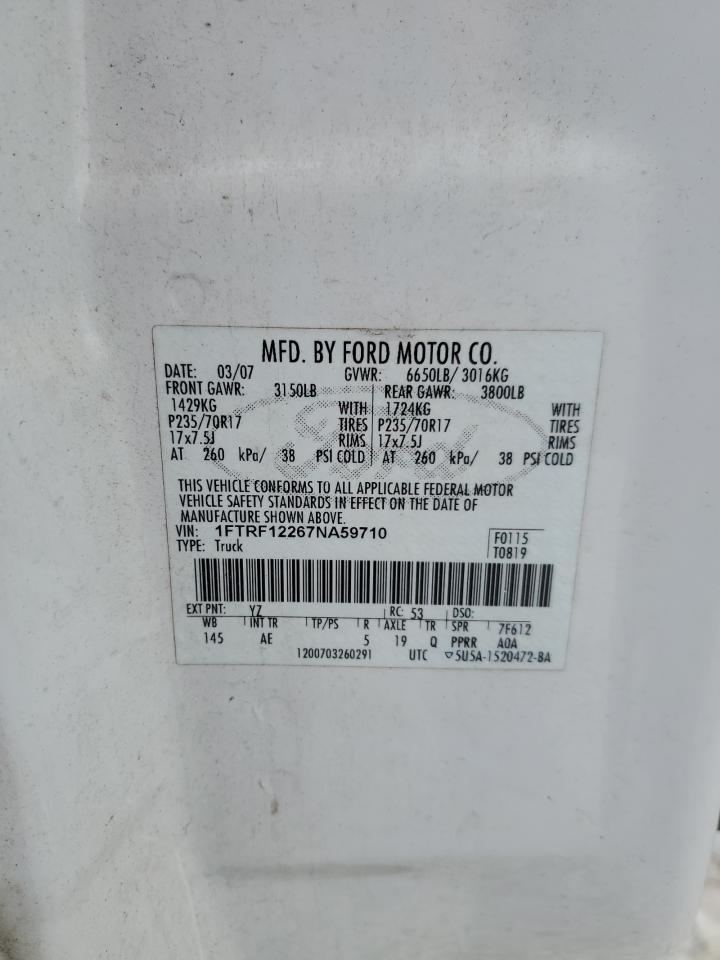 MFD. BY FORD MOTOR CO.
DATE: 03/07 GVWR: 6650LB/ 3016KG
FRONT GAWR: 3150LB REAR GAWR: 3800LB
1429KG WITH 1724KG WITH
P235/70R17 TIRES P235/70R17 TIRES
17x7.5J RIMS 17x7.5J RIMS
AT 260 kPa/ 38 PSI COLD AT 260 kPa/ 38 PSI COLD
THIS VEHICLE CONFORMS TO ALL APPLICABLE FEDERAL MOTOR
VEHICLE SAFETY STANDARDS IN EFFECT ON THE DATE OF
MANUFACTURE SHOWN ABOVE.
VIN: 1FTRF12267NA59710 F0115
TYPE: Truck T0819
EXT PNT: YZ RC: 53 DSO:
WB INT TR TP/PS R AXLE TR SPR 7F612
145 AE 5 19 Q PPRR AOA
1200703260291 UTC ▽5U5A-1520472-BA
Ford